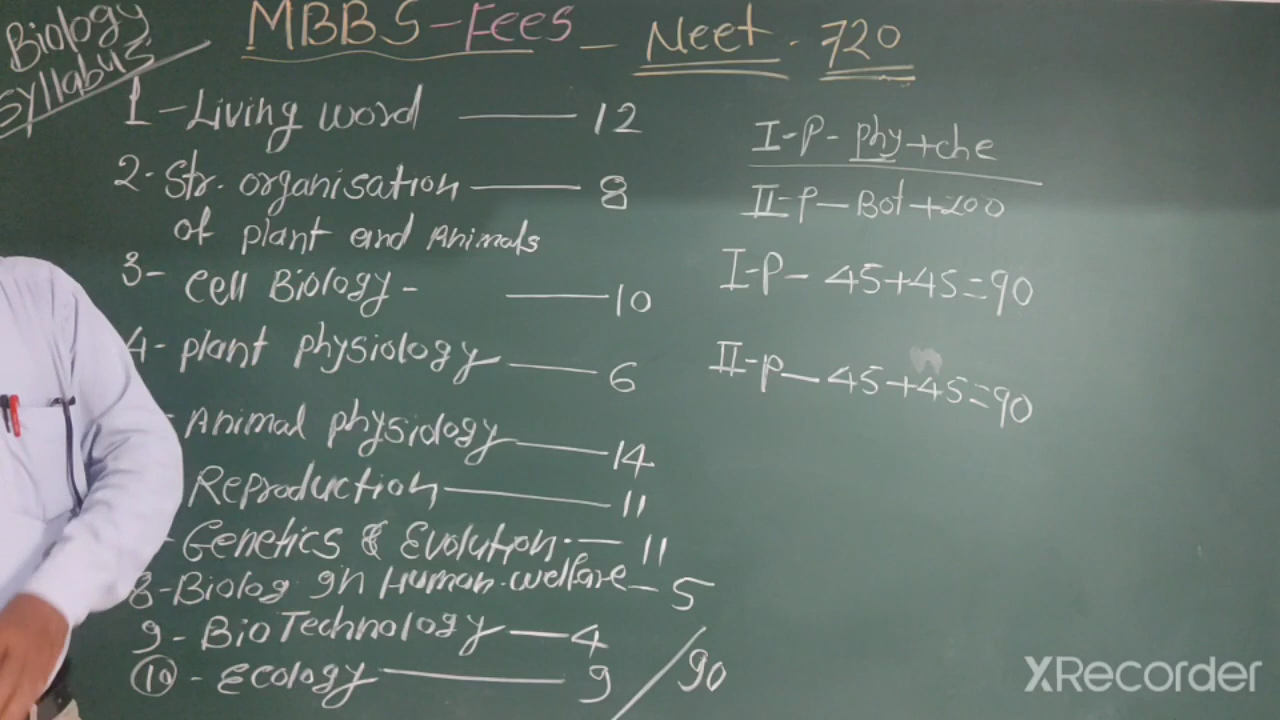 Biology
Syllabus
MBBS-Fees - Neet. 720
1-Living word —— 12
2-Str. organisation —— 8
of plant and Animals
3- cell Biology- —— 10
4- plant physiology —— 6
- Animal physiology —— 14
Reproduction —— 11
- Genetics & Evolution.— 11
8-Biolog gn Human.welfare— 5
9-BioTechnology— 4
10 - Ecology —— 9 / 90
I-P- phy+che
II-P-Bot+zoo
I-P- 45+45=90
II-P- 45+45=90
XRecorder